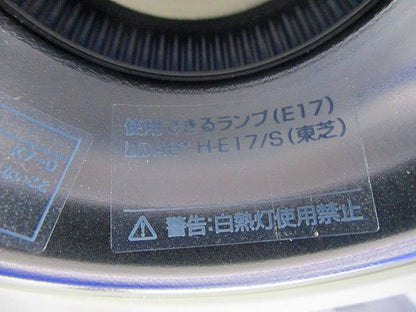 使用できるランプ(E17)
LDA6L-H-E17/S(東芝)
⚠ 警告:白熱灯使用禁止